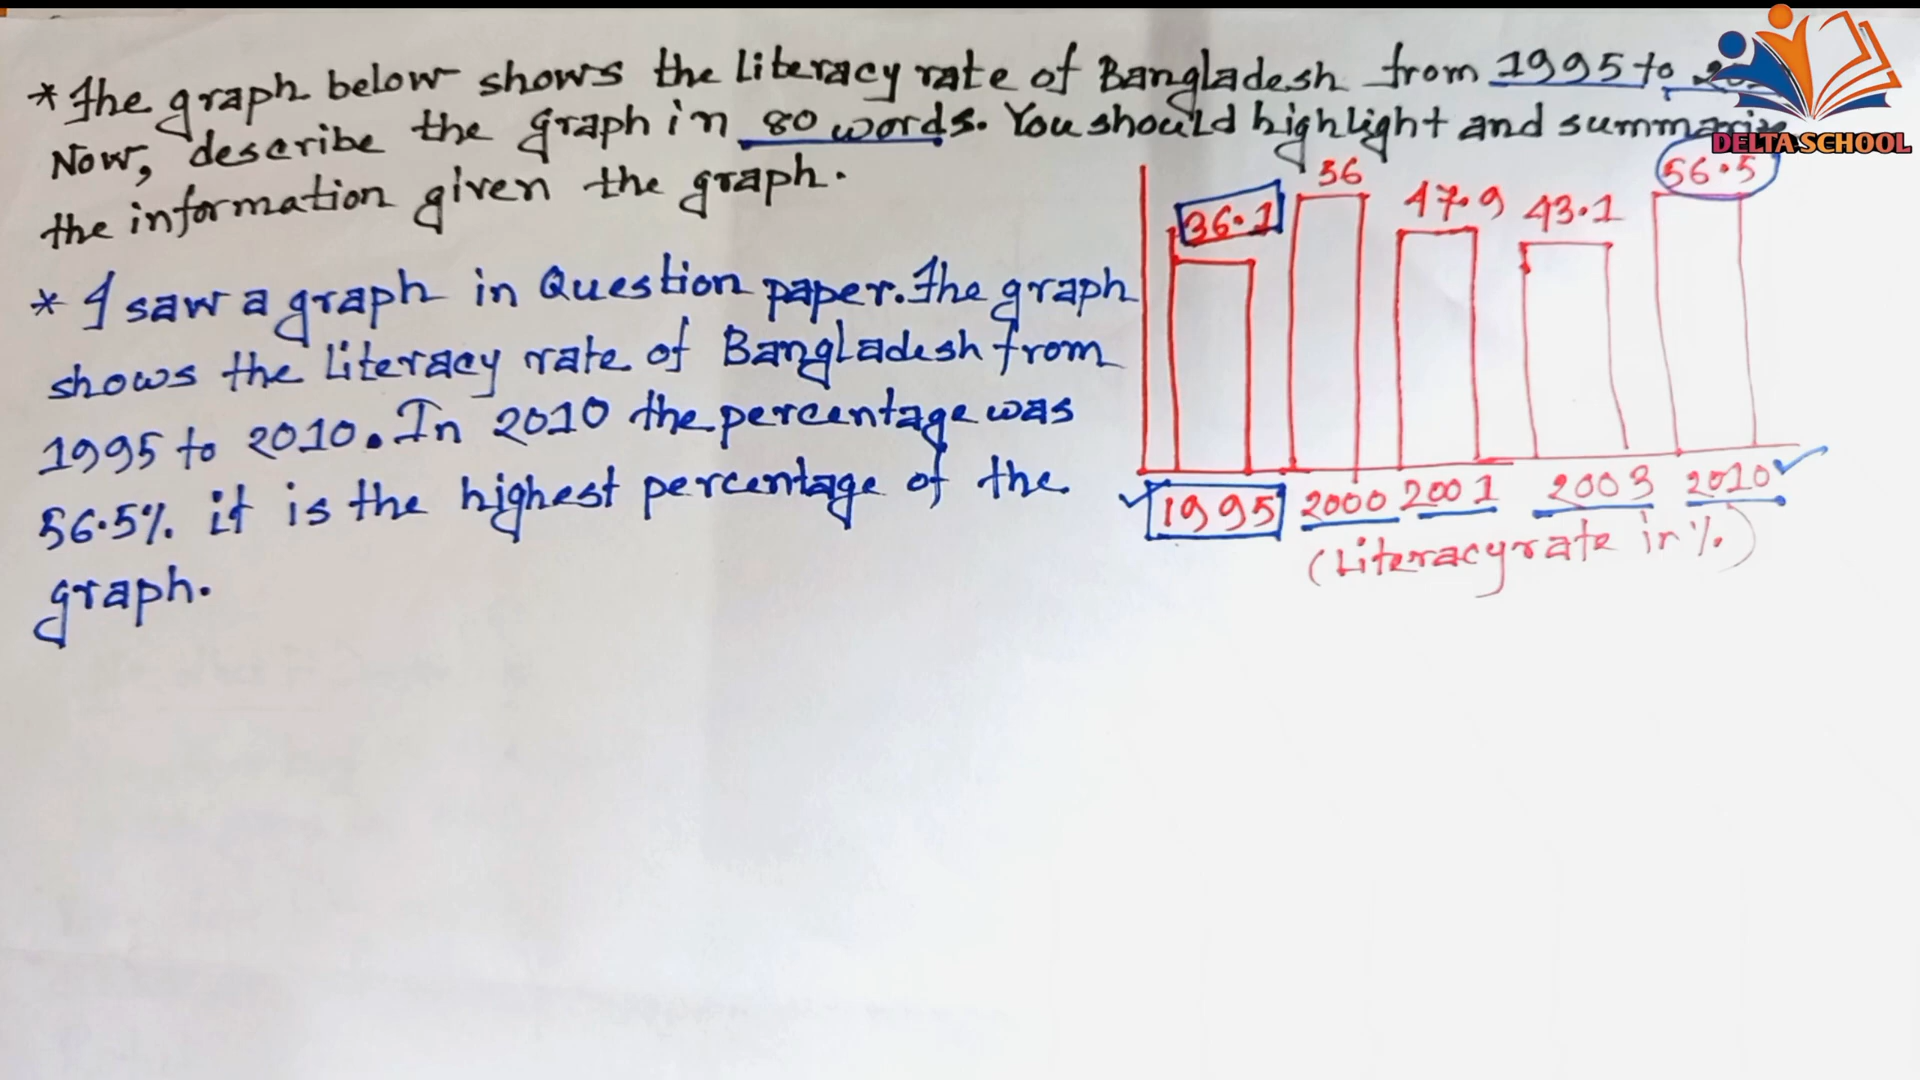 * The graph below shows the literacy rate of Bangladesh from 1995 to
Now, describe the graph in 80 words. You should highlight and
the information given the graph.
DELTA SCHOOL
* I saw a graph in Question paper. The graph
shows the literacy rate of Bangladesh from
1995 to 2010. In 2010 the percentage was
56.5%. it is the highest percentage of the
graph.
36.1 36 47.9 43.1 56.5
1995 2000 2001 2003 2010
(Literacy rate in %)